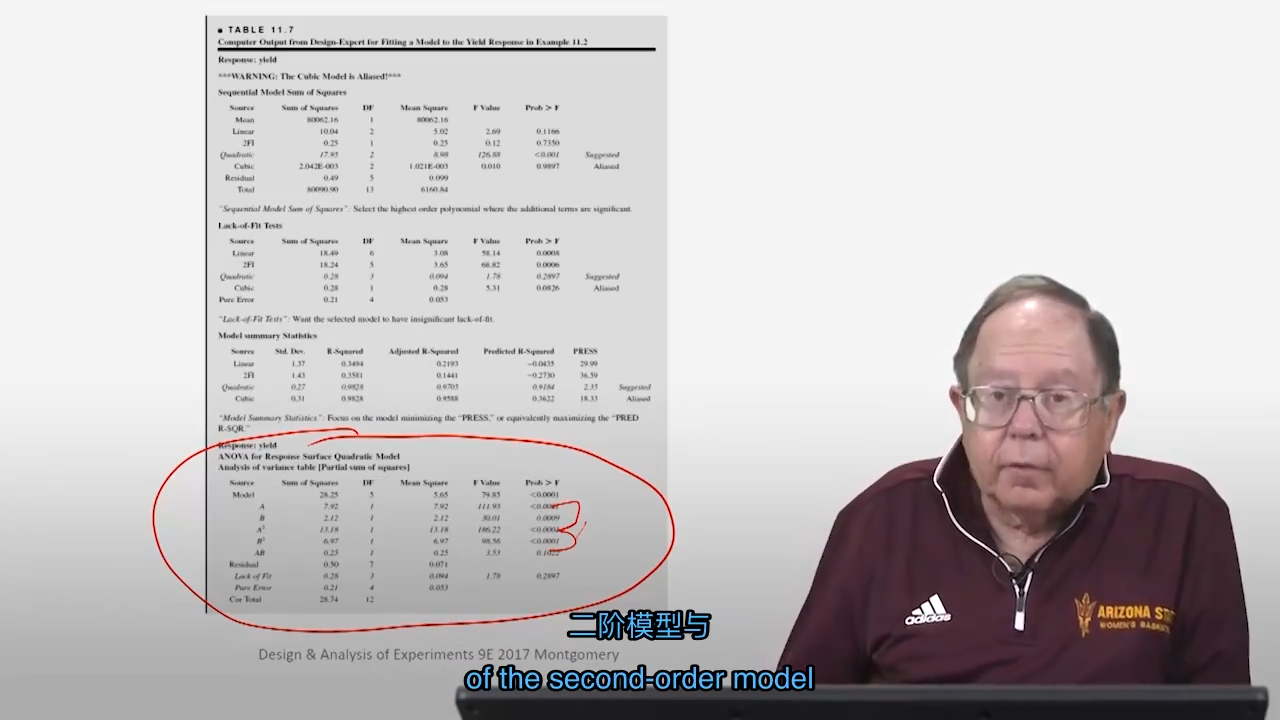 ■ TABLE 11.7
Computer Output from Design-Expert for Fitting a Model to the Yield Response in Example 11.2
Response: yield
***WARNING: The Cubic Model is Aliased!***
Sequential Model Sum of Squares
Source Sum of Squares DF Mean Square F Value Prob > F
Mean 80062.16 1 80062.16
Linear 10.04 2 5.02 2.69 0.1166
2FI 0.25 1 0.25 0.12 0.7350
Quadratic 17.95 2 8.98 126.88 <0.001 Suggested
Cubic 2.042E-003 2 1.021E-003 0.010 0.9897 Aliased
Residual 0.49 5 0.099
Total 80090.90 13 6160.84
"Sequential Model Sum of Squares": Select the highest order polynomial where the additional terms are significant.
Lack-of-Fit Tests
Source Sum of Squares DF Mean Square F Value Prob > F
Linear 18.49 6 3.08 58.14 0.0008
2FI 18.24 5 3.65 68.82 0.0006
Quadratic 0.28 3 0.094 1.78 0.2897 Suggested
Cubic 0.28 1 0.28 5.31 0.0826 Aliased
Pure Error 0.21 4 0.053
"Lack-of-Fit Tests": Want the selected model to have insignificant lack-of-fit.
Model summary Statistics
Source Std. Dev. R-Squared Adjusted R-Squared Predicted R-Squared PRESS
Linear 1.37 0.3494 0.2193 −0.0435 29.99
2FI 1.43 0.3581 0.1441 −0.2730 36.59
Quadratic 0.27 0.9828 0.9705 0.9184 2.35 Suggested
Cubic 0.31 0.9828 0.9588 0.3622 18.33 Aliased
"Model Summary Statistics": Focus on the model minimizing the "PRESS," or equivalently maximizing the "PRED
R-SQR."
Response: yield
ANOVA for Response Surface Quadratic Model
Analysis of variance table [Partial sum of squares]
Source Sum of Squares DF Mean Square F Value Prob > F
Model 28.25 5 5.65 79.85 <0.0001
A 7.92 1 7.92 111.93 <0.0001
B 2.12 1 2.12 30.01 0.0009
A² 13.18 1 13.18 186.22 <0.0001
B² 6.97 1 6.97 98.56 <0.0001
AB 0.25 1 0.25 3.53 0.1022
Residual 0.50 7 0.071
Lack of Fit 0.28 3 0.094 1.78 0.2897
Pure Error 0.21 4 0.053
Cor Total 28.74 12
Design & Analysis of Experiments 9E 2017 Montgomery
adidas
ARIZONA
WOMEN'S
二阶模型与
of the second-order model